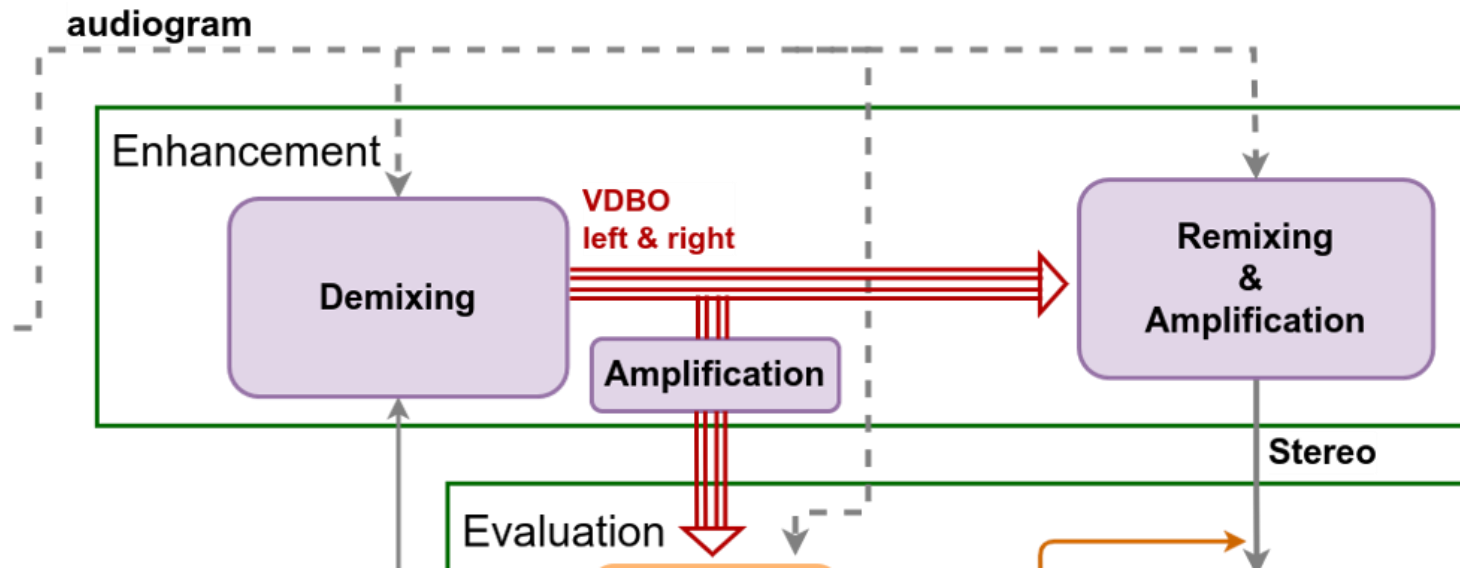 audiogram
Enhancement
VDBO
left & right
Demixing
Remixing
&
Amplification
Amplification
Stereo
Evaluation